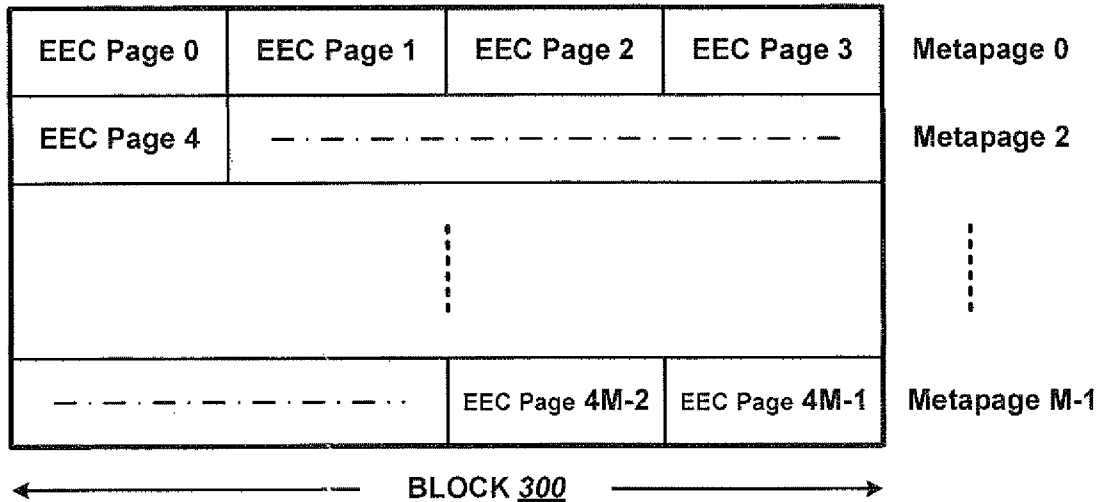 EEC Page 0 EEC Page 1 EEC Page 2 EEC Page 3 Metapage 0
EEC Page 4 Metapage 2
EEC Page 4M-2 EEC Page 4M-1 Metapage M-1
BLOCK 300